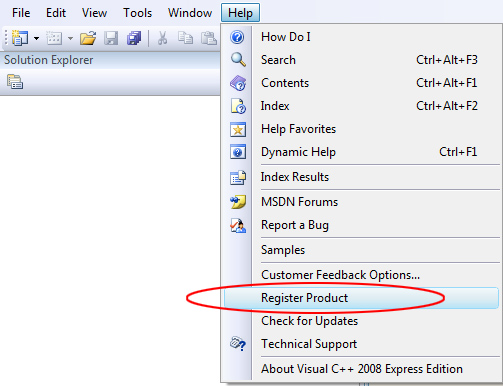 File Edit View Tools Window Help
Solution Explorer
How Do I
Search Ctrl+Alt+F3
Contents Ctrl+Alt+F1
Index Ctrl+Alt+F2
Help Favorites
Dynamic Help Ctrl+F1
Index Results
MSDN Forums
Report a Bug
Samples
Customer Feedback Options...
Register Product
Check for Updates
Technical Support
About Visual C++ 2008 Express Edition